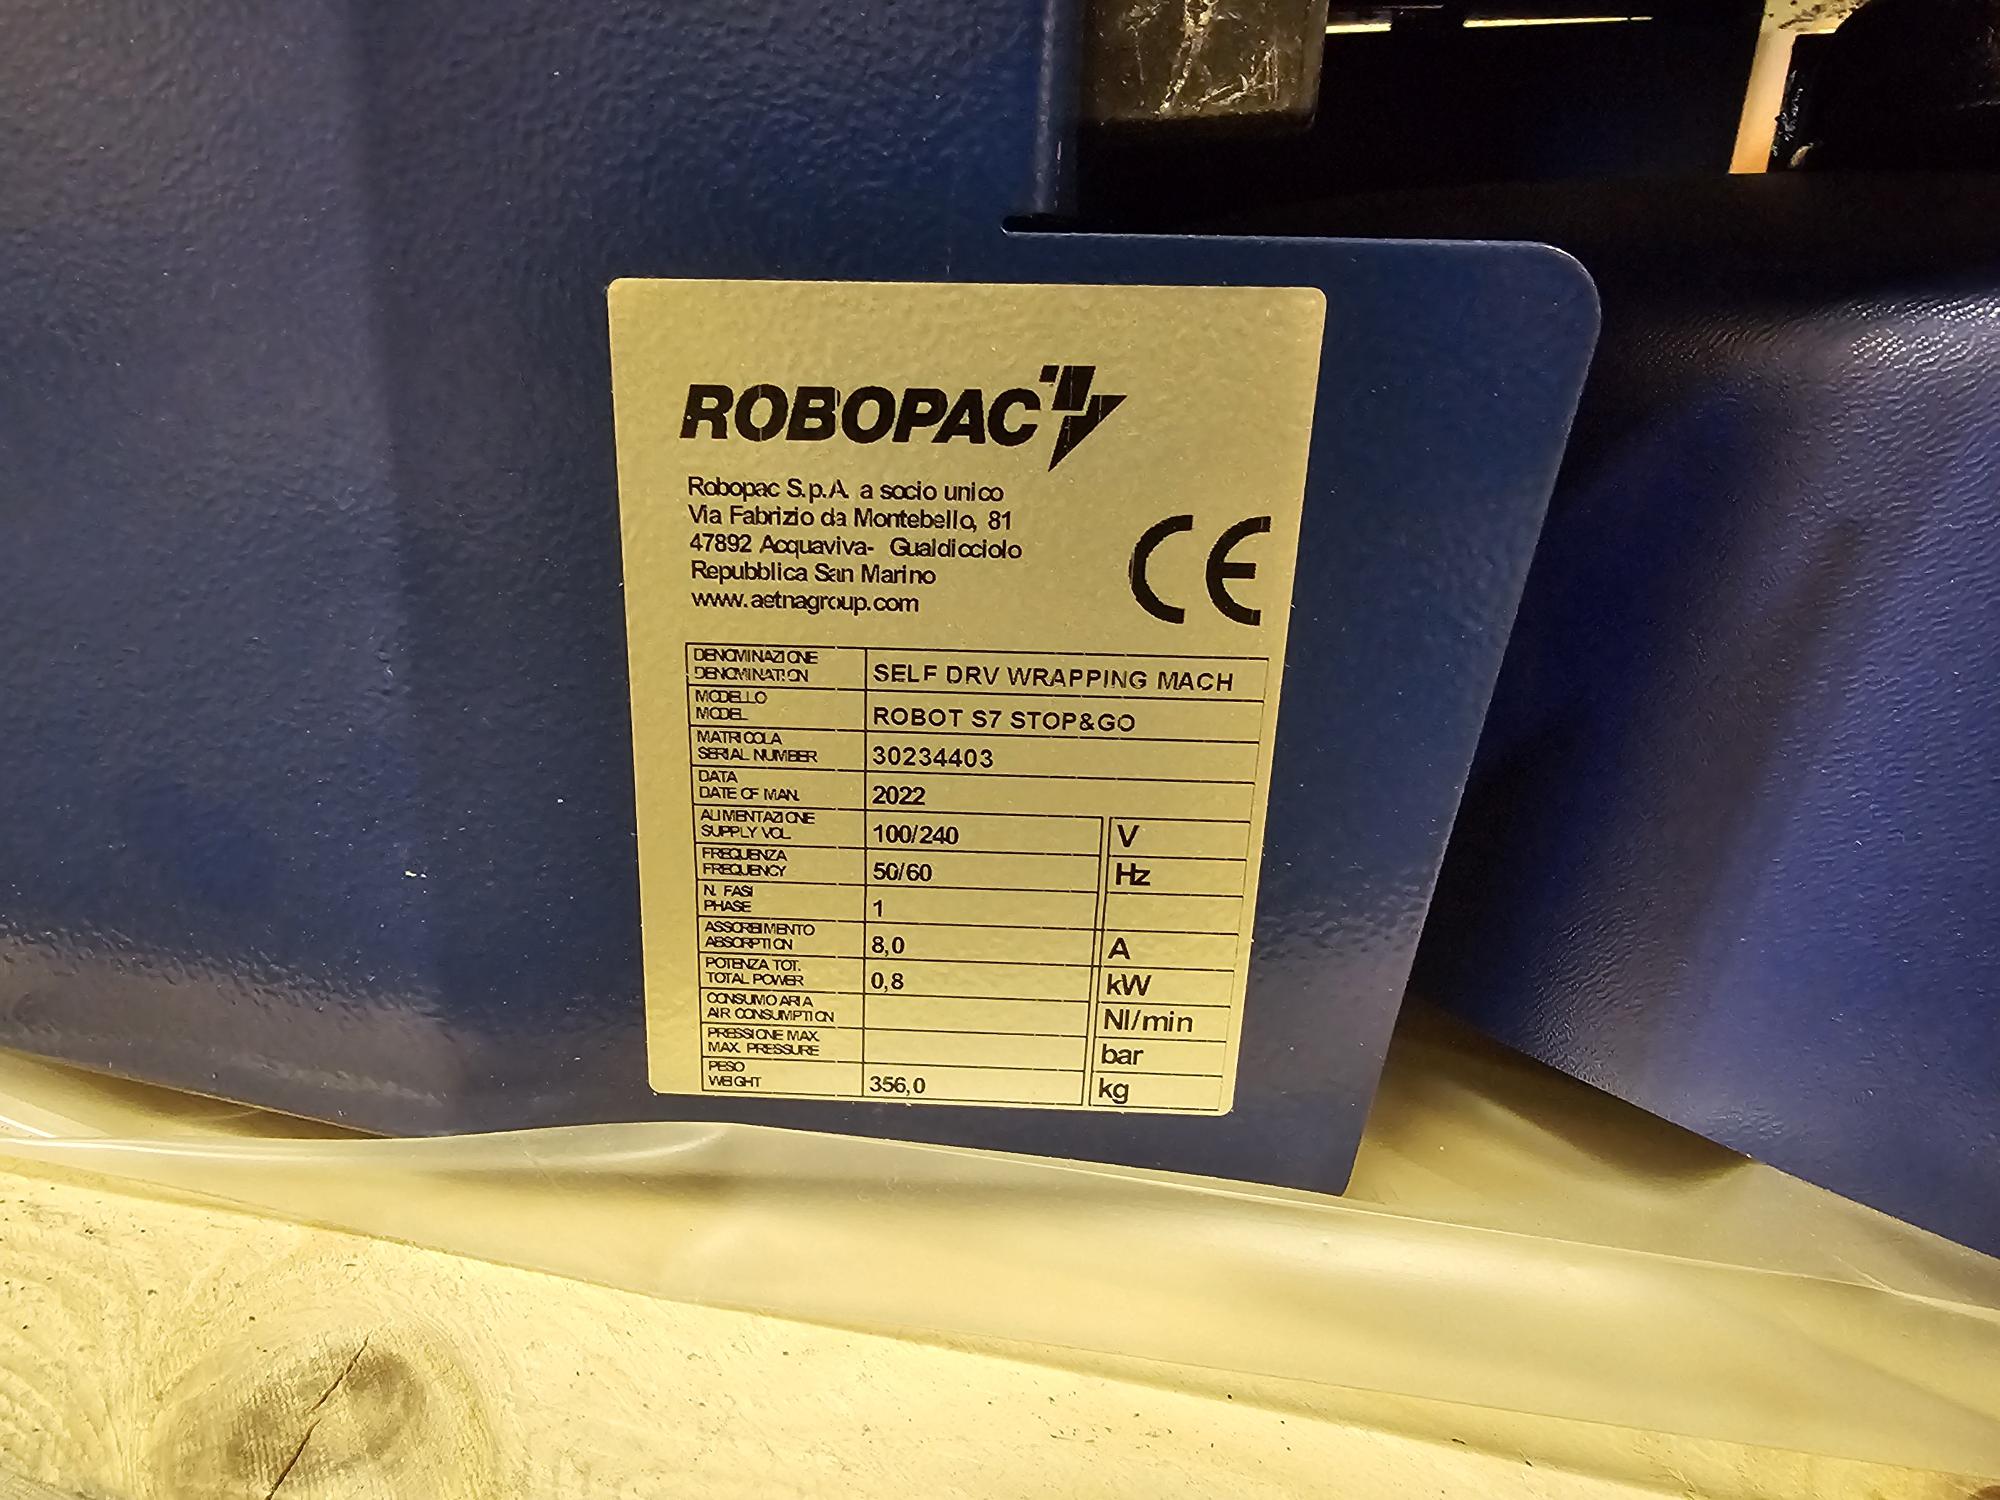 ROBOPAC
Robopac S.p.A. a socio unico
Via Fabrizio da Montebello, 81
47892 Acquaviva- Gualdicciolo
Repubblica San Marino
www.aetnagroup.com
CE
DENOMINAZIONE
DENOMINATION SELF DRV WRAPPING MACH
MODELLO
MODEL ROBOT S7 STOP&GO
MATRICOLA
SERIAL NUMBER 30234403
DATA
DATE OF MAN. 2022
ALIMENTAZIONE
SUPPLY VOL. 100/240 V
FREQUENZA
FREQUENCY 50/60 Hz
N. FASI
PHASE 1
ASSORBIMENTO
ABSORPTION 8,0 A
POTENZA TOT.
TOTAL POWER 0,8 kW
CONSUMO ARIA
AIR CONSUMPTION Nl/min
PRESSIONE MAX.
MAX. PRESSURE bar
PESO
WEIGHT 356,0 kg